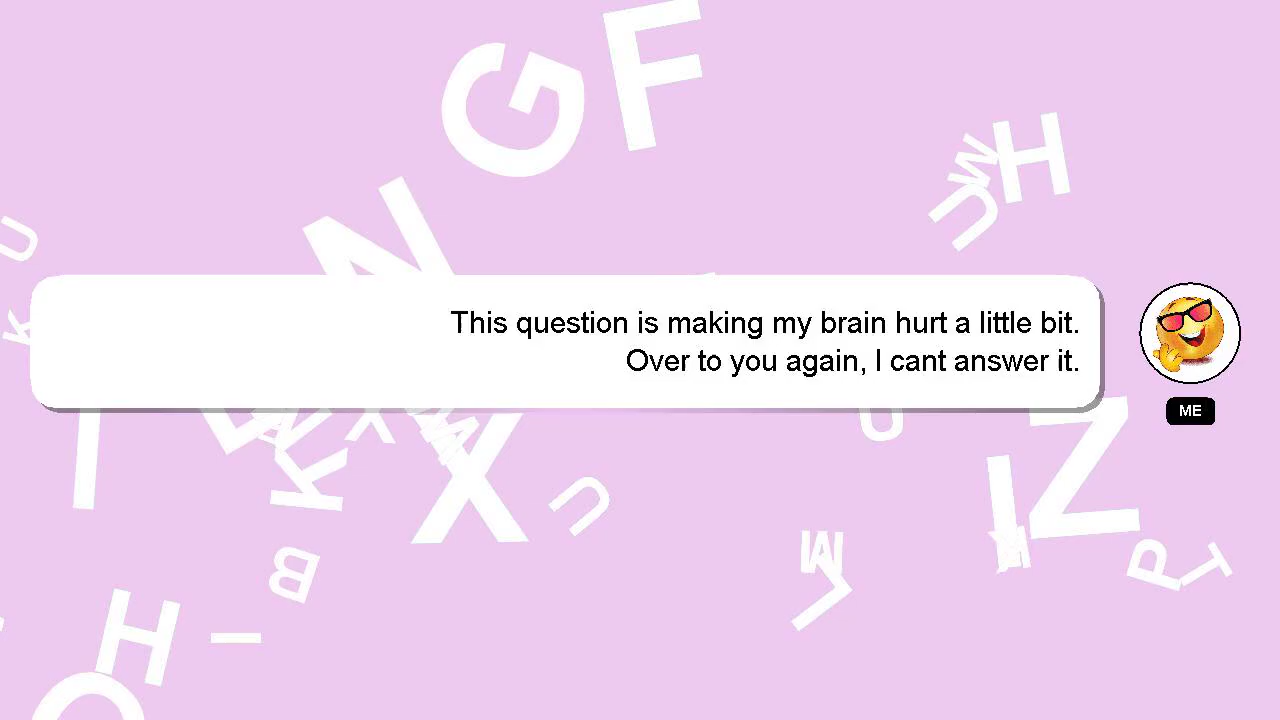 G F
H
W
U
N
U
K
This question is making my brain hurt a little bit.
Over to you again, I cant answer it.
ME
I
K
X
X
U
U
Z
I
B
P
T
H
I